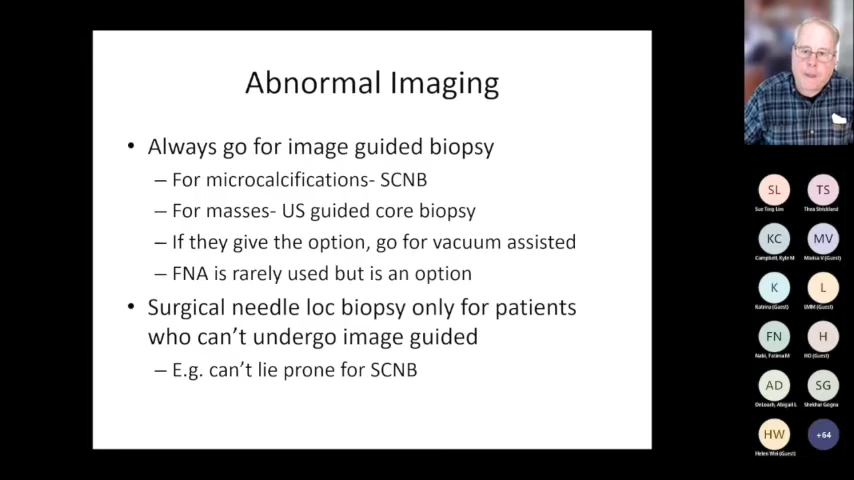 Abnormal Imaging
• Always go for image guided biopsy
– For microcalcifications- SCNB
– For masses- US guided core biopsy
– If they give the option, go for vacuum assisted
– FNA is rarely used but is an option
• Surgical needle loc biopsy only for patients
who can't undergo image guided
– E.g. can't lie prone for SCNB
SL TS
Sue Ting Lim Thea Strickland
KC MV
Campbell, Kyle M Marisa V (Guest)
K L
Katrina (Guest) LMM (Guest)
FN H
Nabi, Fatima M HO (Guest)
AD SG
DeLoach, Abigail L Shekhar Gogna
HW +64
Helen Wei (Guest)